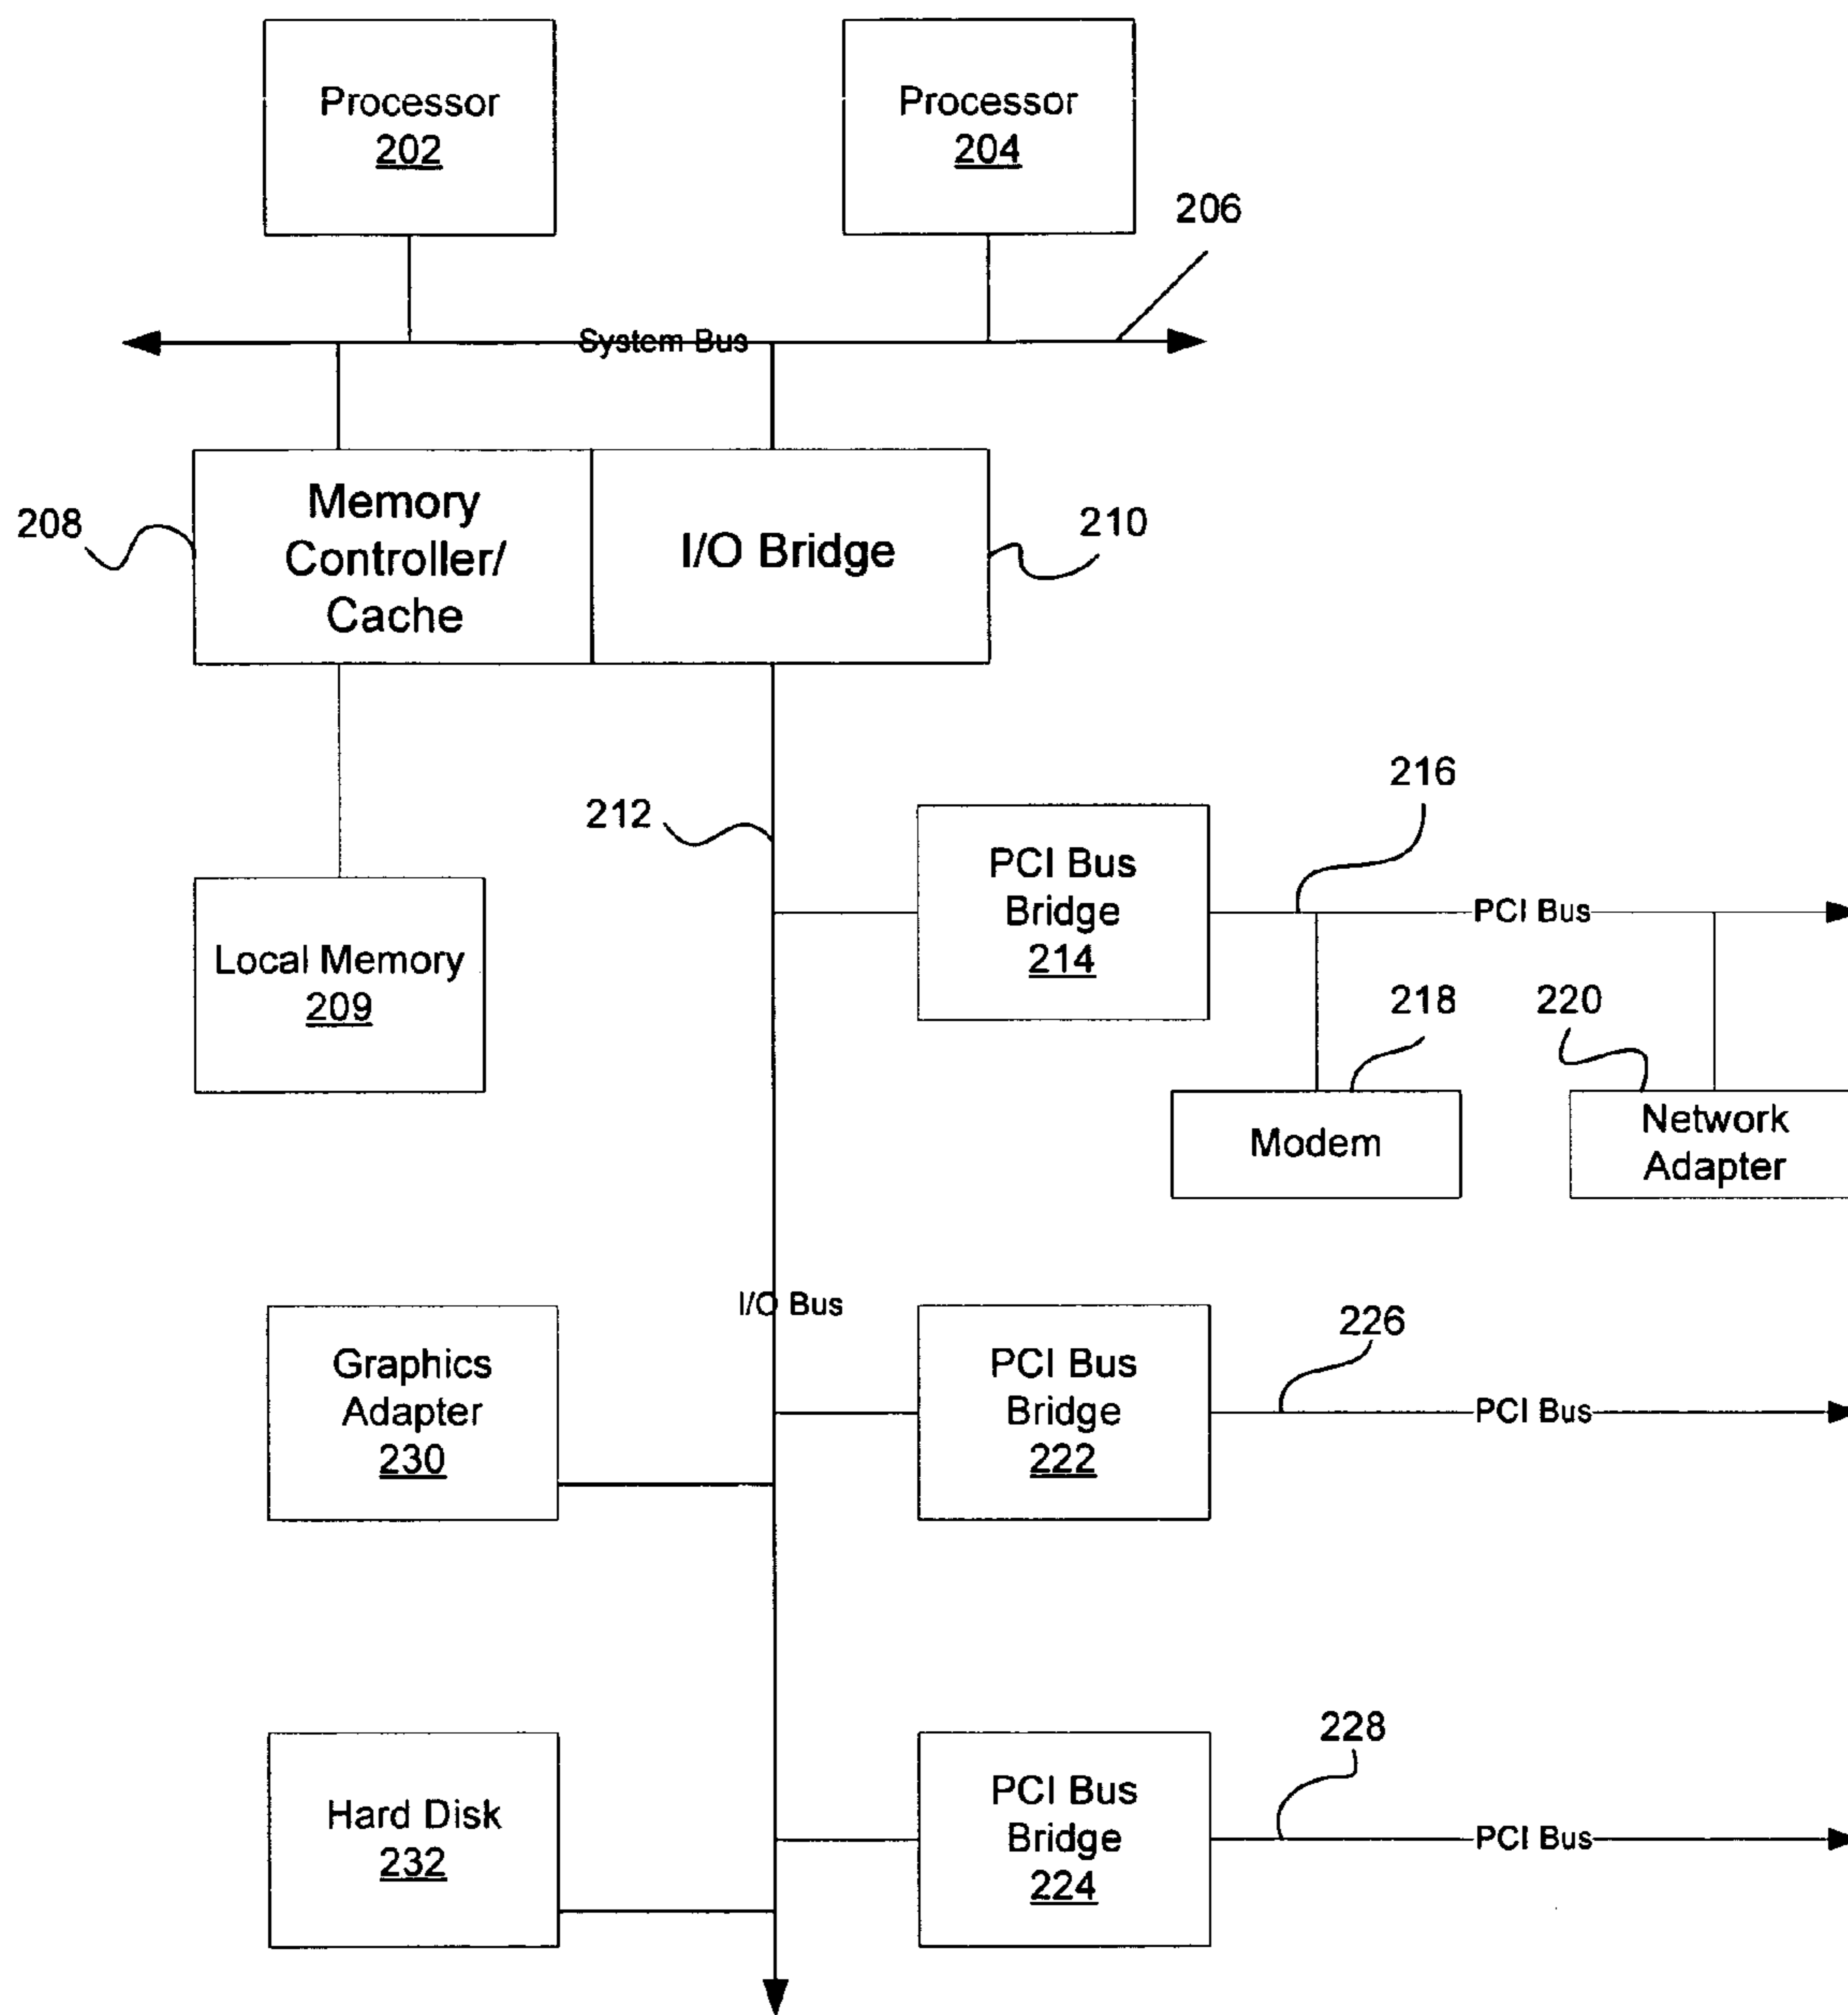 Processor
202
Processor
204
206
System Bus
208
Memory
Controller/
Cache
I/O Bridge
210
212
216
PCI Bus
Bridge
214
PCI Bus
Local Memory
209
218
220
Modem
Network
Adapter
I/O Bus
Graphics
Adapter
230
PCI Bus
Bridge
222
226
PCI Bus
Hard Disk
232
PCI Bus
Bridge
224
228
PCI Bus